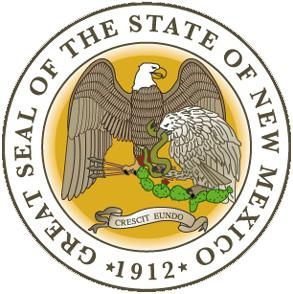 GREAT SEAL OF THE STATE OF NEW MEXICO
CRESCIT EUNDO
★1912★